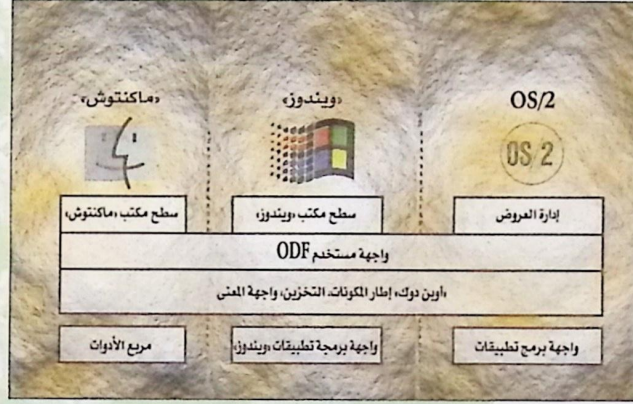 OS/2
«ويندوز»
«ماكنتوش»
OS/2
إدارة العروض
سطح مكتب «ويندوز»
سطح مكتب «ماكنتوش»
واجهة مستخدم ODF
«أوبن دوك» إطار المكونات، التخزين، واجهة المعنى
واجهة برمج تطبيقات
واجهة برمجة تطبيقات «ويندوز»
مربع الأدوات